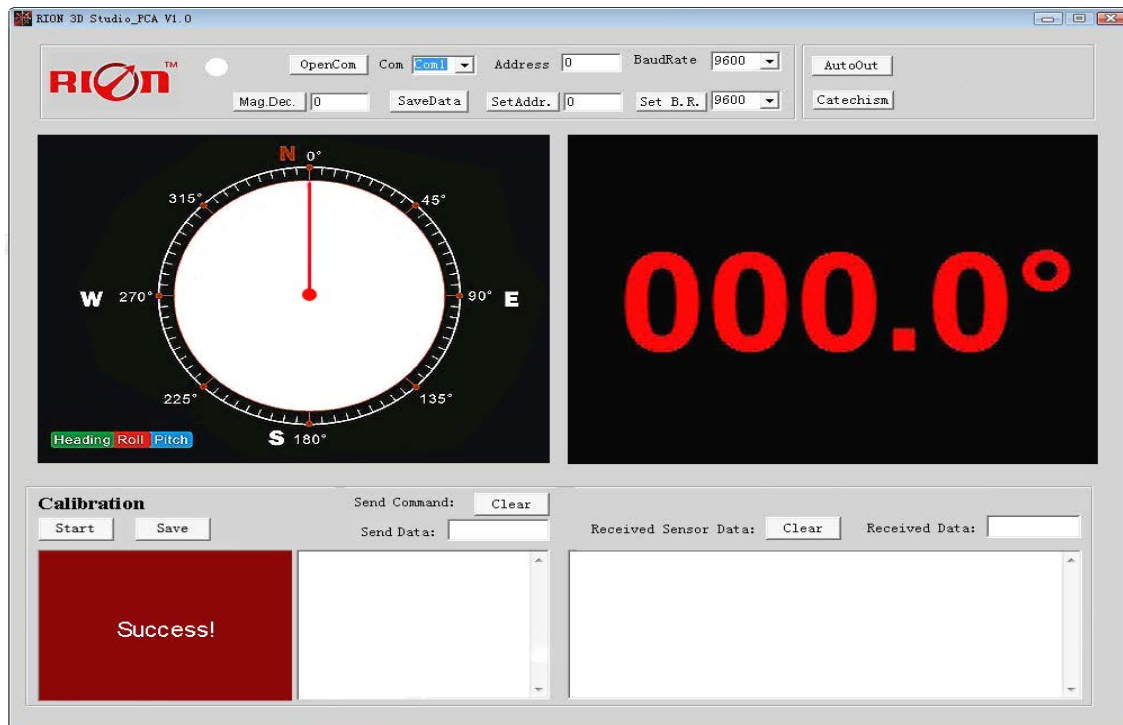 RION 3D Studio_PCA V1.0
RION™
OpenCom Com Com1 Address 0 BaudRate 9600 AutoOut
Mag.Dec. 0 SaveData SetAddr. 0 Set B.R. 9600 Catechism
N 0°
315° 45°
W 270° 90° E
225° 135°
S 180°
Heading Roll Pitch
000.0°
Calibration
Start Save
Send Command: Clear
Send Data:
Received Sensor Data: Clear Received Data:
Success!